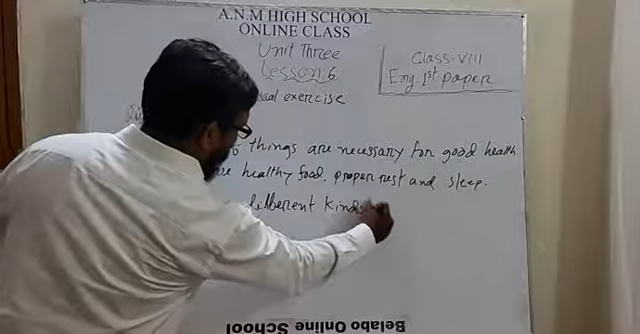 A.N.M HIGH SCHOOL
ONLINE CLASS
Unit Three
Lesson: 6
Class-VIII
Eng. 1st paper
exercise
things are necessary for good health
healthy food, proper rest and sleep.
different Kind
Belabo Online School